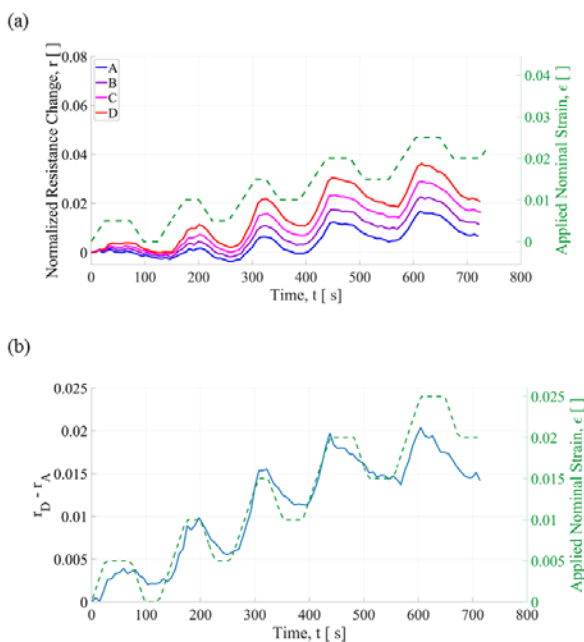 (a)
Normalized Resistance Change, r [ ]
0.08
0.06
0.04
0.02
0
A
B
C
D
0.04
0.03
0.02
0.01
0
Applied Nominal Strain, ϵ [ ]
0 100 200 300 400 500 600 700 800
Time, t [ s]
(b)
r_D - r_A
0.025
0.02
0.015
0.01
0.005
0
0.025
0.02
0.015
0.01
0.005
0
Applied Nominal Strain, ϵ [ ]
0 100 200 300 400 500 600 700 800
Time, t [ s]